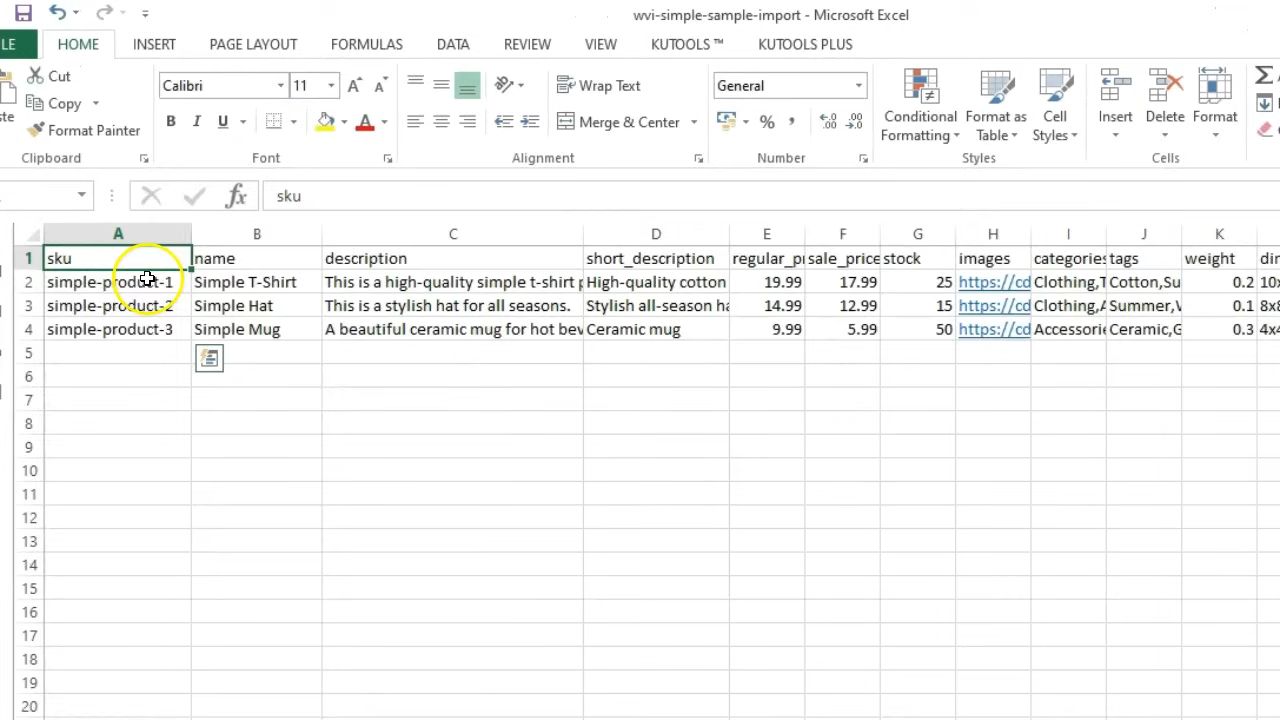 wvi-simple-sample-import - Microsoft Excel
HOME INSERT PAGE LAYOUT FORMULAS DATA REVIEW VIEW KUTOOLS ™ KUTOOLS PLUS
Cut
Copy
Format Painter
Clipboard
Calibri 11
B I U
Font
Wrap Text
Merge & Center
Alignment
General
% ,
Number
Conditional Formatting
Format as Table
Cell Styles
Styles
Insert Delete Format
Cells
fx sku
A B C D E F G H I J K
1 sku name description short_description regular_pr sale_price stock images categories tags weight
2 simple-product-1 Simple T-Shirt This is a high-quality simple t-shirt High-quality cotton 19.99 17.99 25 https://cd Clothing,T Cotton,Su 0.2 10x
3 simple-product-2 Simple Hat This is a stylish hat for all seasons. Stylish all-season ha 14.99 12.99 15 https://cd Clothing,A Summer,V 0.1 8x
4 simple-product-3 Simple Mug A beautiful ceramic mug for hot bev Ceramic mug 9.99 5.99 50 https://cd Accessorie Ceramic,G 0.3 4x4
5
6
7
8
9
10
11
12
13
14
15
16
17
18
19
20